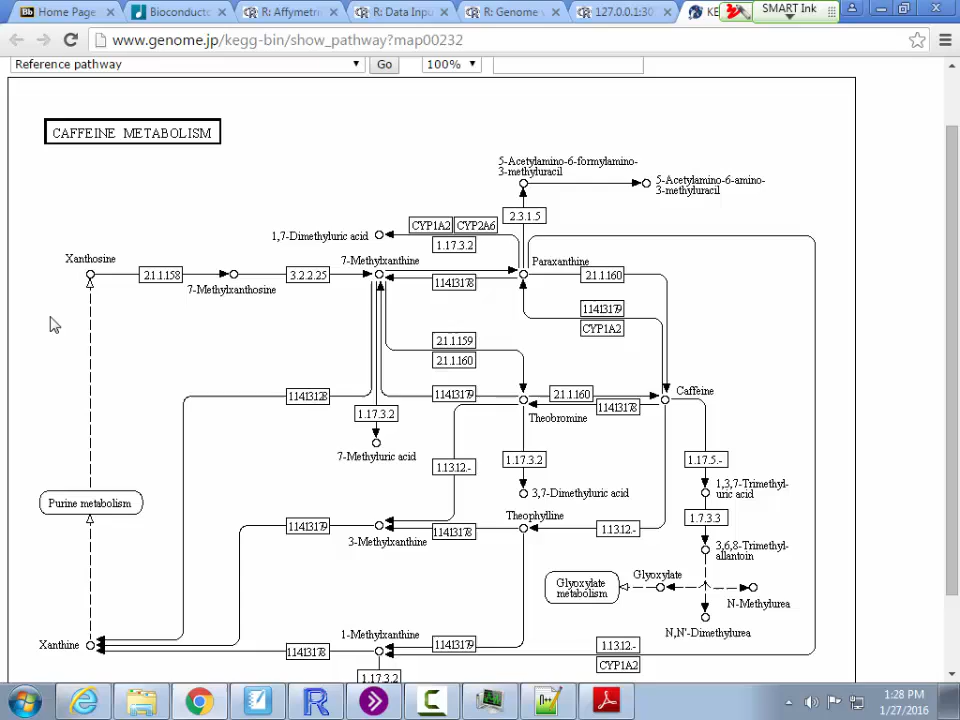 Home Page
Bioconducto
R: Affymetri
R: Data Inpu
R: Genome
127.0.0.1:30
KE
SMART Ink
www.genome.jp/kegg-bin/show_pathway?map00232
Reference pathway
Go
100%
CAFFEINE METABOLISM
5-Acetylamino-6-formylamino-
3-methyluracil
5-Acetylamino-6-amino-
3-methyluracil
2.3.1.5
CYP1A2
CYP2A6
1,7-Dimethyluric acid
1.17.3.2
Xanthosine
7-Methylxanthine
Paraxanthine
2.1.1.158
3.2.2.25
2.1.1.160
7-Methylxanthosine
1.14.13.178
1.14.13.179
CYP1A2
2.1.1.159
2.1.1.160
1.14.13.128
1.14.13.179
2.1.1.160
Caffeine
1.14.13.178
Theobromine
1.17.3.2
7-Methyluric acid
1.13.12.-
1.17.3.2
1.17.5.-
3,7-Dimethyluric acid
1,3,7-Trimethyl-
uric acid
Purine metabolism
Theophylline
1.7.3.3
1.14.13.179
1.14.13.178
1.13.12.-
3-Methylxanthine
3,6,8-Trimethyl-
allantoin
Glyoxylate
metabolism
Glyoxylate
N-Methylurea
N,N'-Dimethylurea
1-Methylxanthine
Xanthine
1.14.13.178
1.14.13.179
1.13.12.-
CYP1A2
1.17.3.2
1:28 PM
1/27/2016